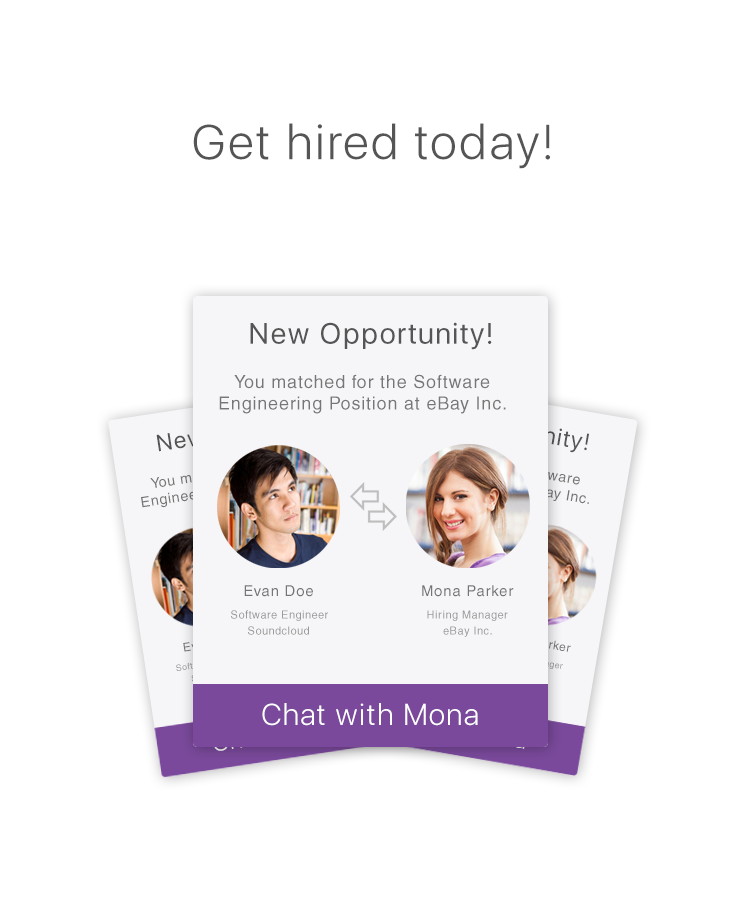 Get hired today!
New Opportunity!
You matched for the Software
Engineering Position at eBay Inc.
Evan Doe
Software Engineer
Soundcloud
Mona Parker
Hiring Manager
eBay Inc.
Chat with Mona